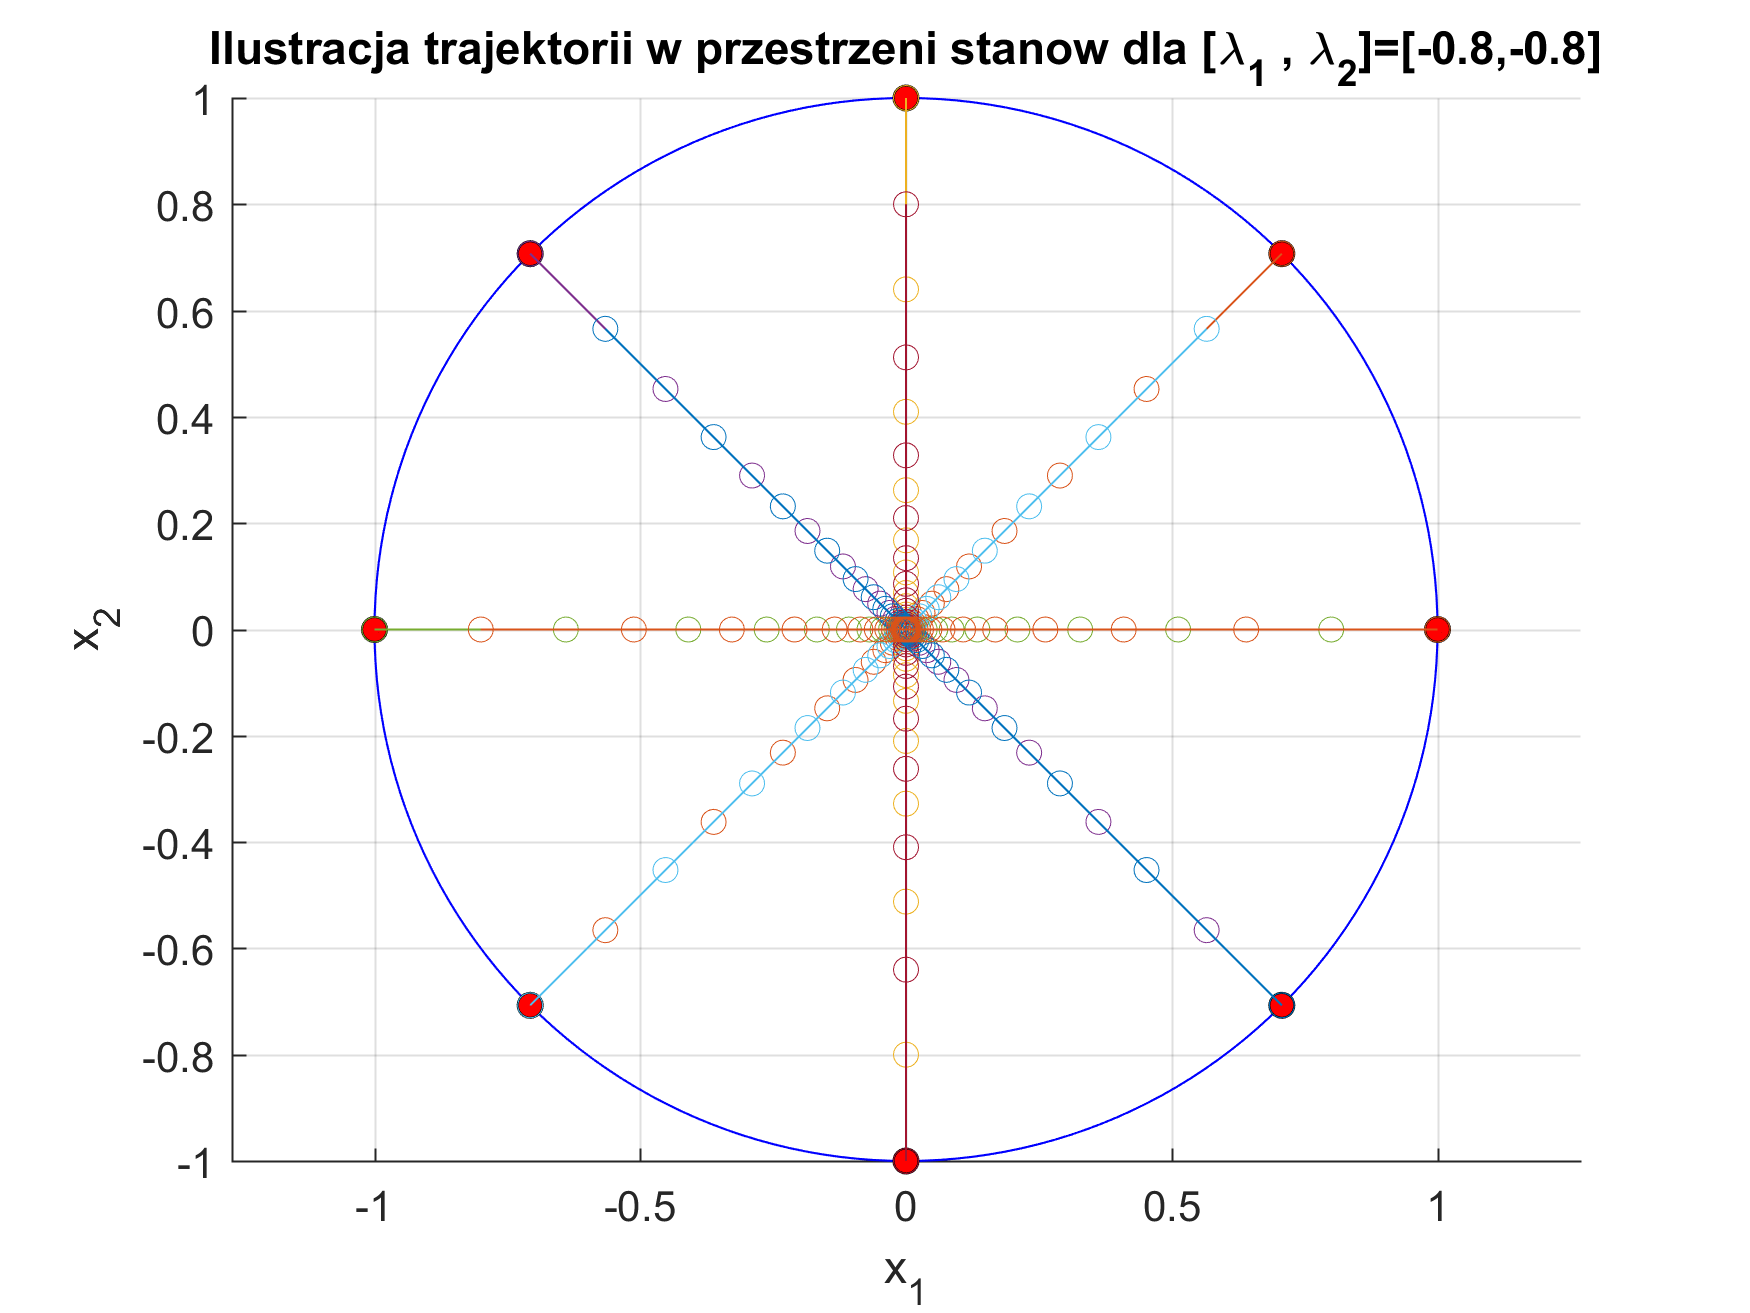 Ilustracja trajektorii w przestrzeni stanow dla [λ1 , λ2]=[-0.8,-0.8]
1
0.8
0.6
0.4
0.2
0
-0.2
-0.4
-0.6
-0.8
-1
x2
-1 -0.5 0 0.5 1
x1